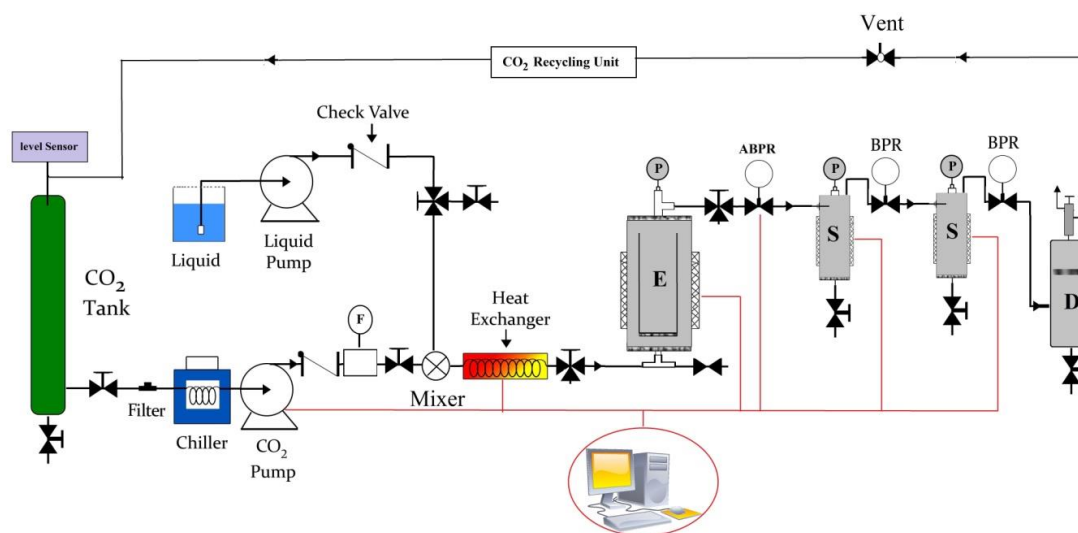 Vent
CO₂ Recycling Unit
Check Valve
level Sensor
P
ABPR
BPR
P
P
BPR
Liquid
Liquid
Pump
CO₂
Tank
S
S
E
D
Heat
Exchanger
F
Mixer
Filter
Chiller
CO₂
Pump